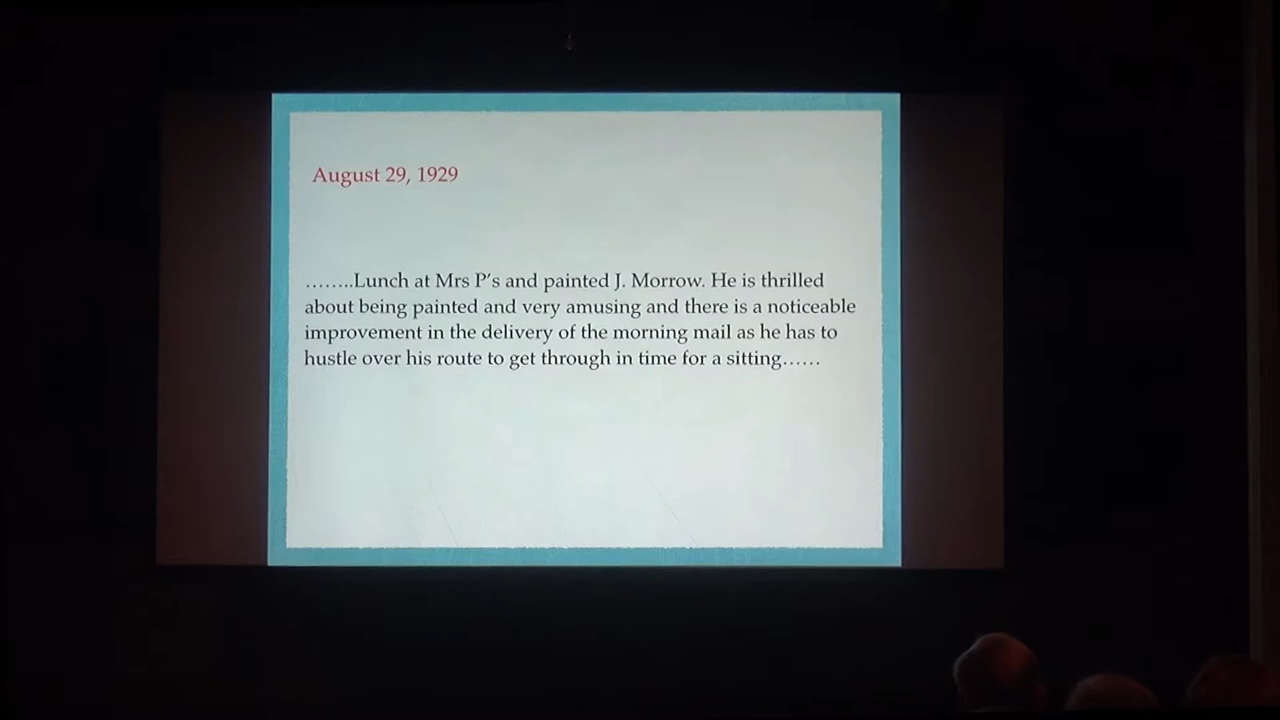 August 29, 1929
……..Lunch at Mrs P's and painted J. Morrow. He is thrilled
about being painted and very amusing and there is a noticeable
improvement in the delivery of the morning mail as he has to
hustle over his route to get through in time for a sitting……